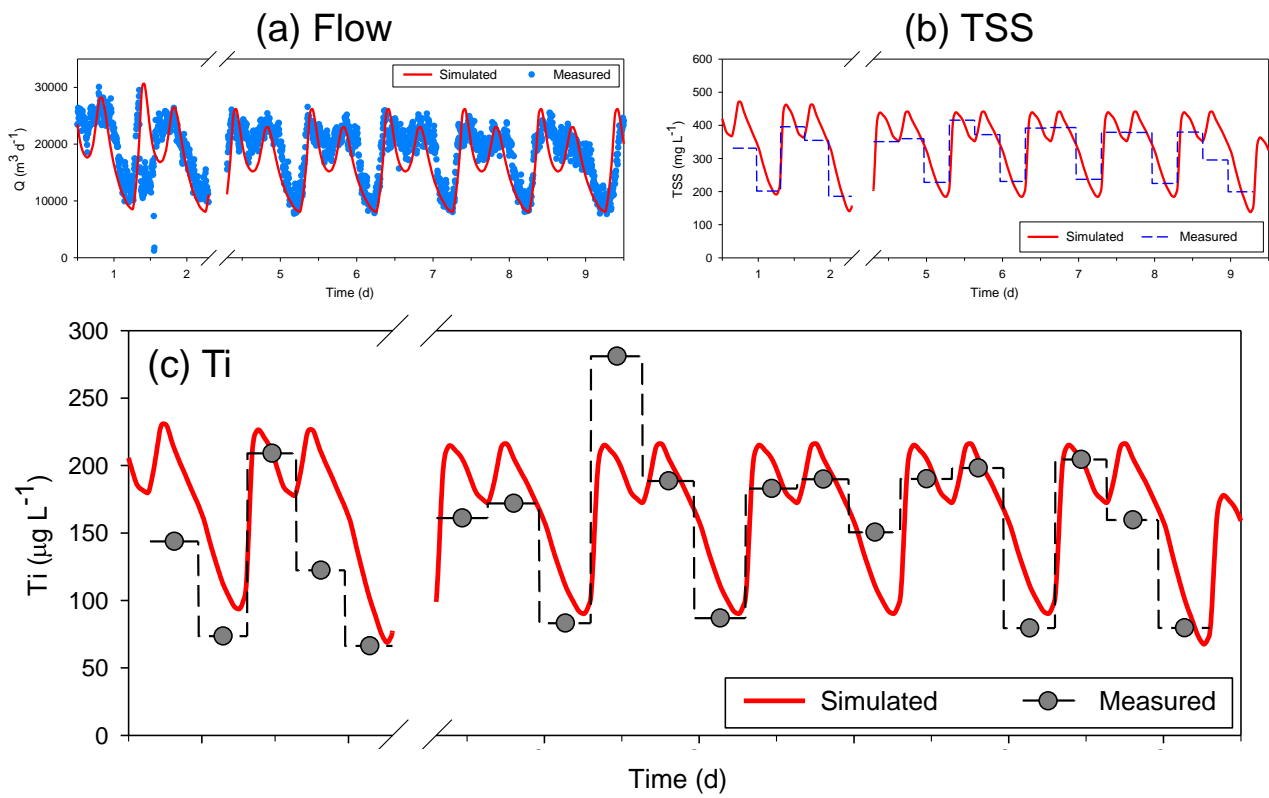 (a) Flow
(b) TSS
Simulated Measured
Q (m³ d⁻¹)
30000
20000
10000
0
1 2 5 6 7 8 9
Time (d)
TSS (mg L⁻¹)
600
500
400
300
200
100
0
Simulated Measured
1 2 5 6 7 8 9
Time (d)
(c) Ti
Ti (µg L⁻¹)
300
250
200
150
100
50
0
Simulated Measured
Time (d)